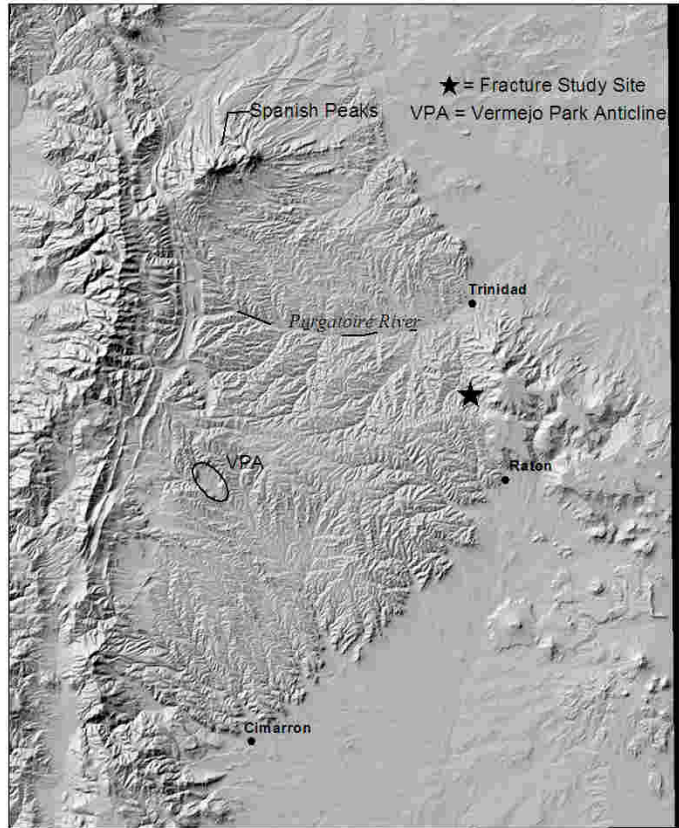 ★ = Fracture Study Site
Spanish Peaks
VPA = Vermejo Park Anticline
Trinidad
Purgatoire River
VPA
Raton
Cimarron